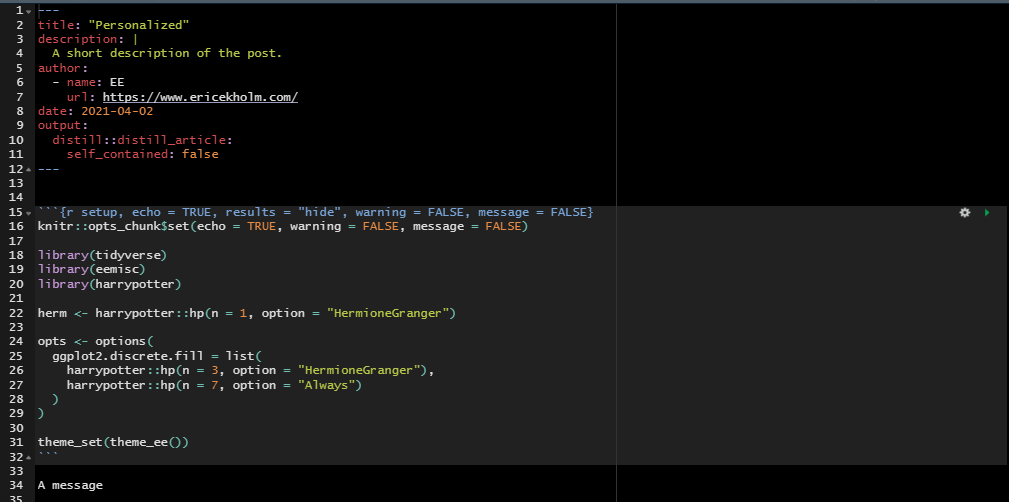 1 ---
2 title: "Personalized"
3 description: |
4   A short description of the post.
5 author:
6   - name: EE
7     url: https://www.ericekholm.com/
8 date: 2021-04-02
9 output:
10   distill::distill_article:
11     self_contained: false
12 ---
13
14
15 ```{r setup, echo = TRUE, results = "hide", warning = FALSE, message = FALSE}
16 knitr::opts_chunk$set(echo = TRUE, warning = FALSE, message = FALSE)
17
18 library(tidyverse)
19 library(eemisc)
20 library(harrypotter)
21
22 herm <- harrypotter::hp(n = 1, option = "HermioneGranger")
23
24 opts <- options(
25   ggplot2.discrete.fill = list(
26     harrypotter::hp(n = 3, option = "HermioneGranger"),
27     harrypotter::hp(n = 7, option = "Always")
28   )
29 )
30
31 theme_set(theme_ee())
32 ```
33
34 A message
35